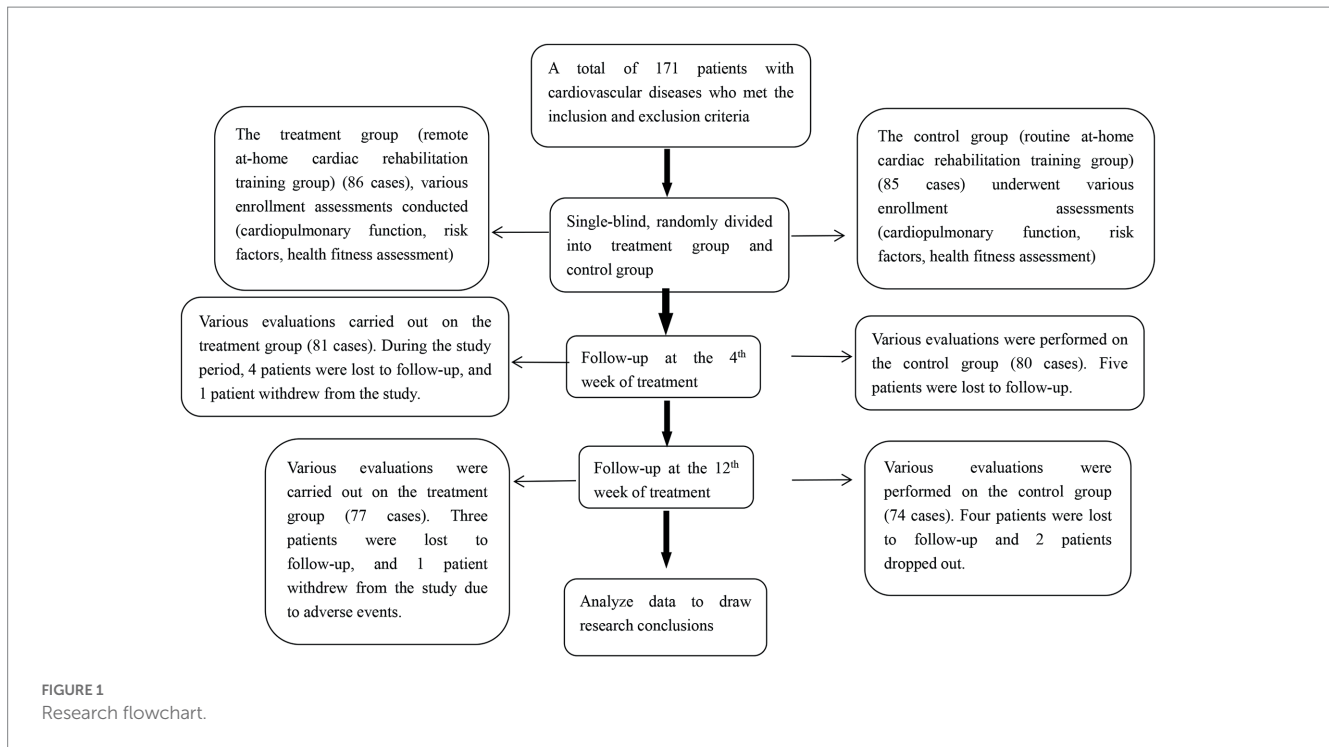 A total of 171 patients with
cardiovascular diseases who met the
inclusion and exclusion criteria
The treatment group (remote
at-home cardiac rehabilitation
training group) (86 cases), various
enrollment assessments conducted
(cardiopulmonary function, risk
factors, health fitness assessment)
Single-blind, randomly divided
into treatment group and
control group
The control group (routine at-home
cardiac rehabilitation training group)
(85 cases) underwent various
enrollment assessments
(cardiopulmonary function, risk
factors, health fitness assessment)
Various evaluations carried out on the
treatment group (81 cases). During the
study period, 4 patients were lost to
follow-up, and
1 patient withdrew from the study.
Follow-up at the 4th
week of treatment
Various evaluations were performed on
the control group (80 cases). Five
patients were lost to follow-up.
Various evaluations were
carried out on the treatment
group (77 cases). Three
patients were lost to
follow-up, and 1 patient
withdrew from the study due
to adverse events.
Follow-up at the 12th
week of treatment
Various evaluations were
performed on the control group
(74 cases). Four patients were lost
to follow-up and 2 patients
dropped out.
Analyze data to draw
research conclusions
FIGURE 1
Research flowchart.